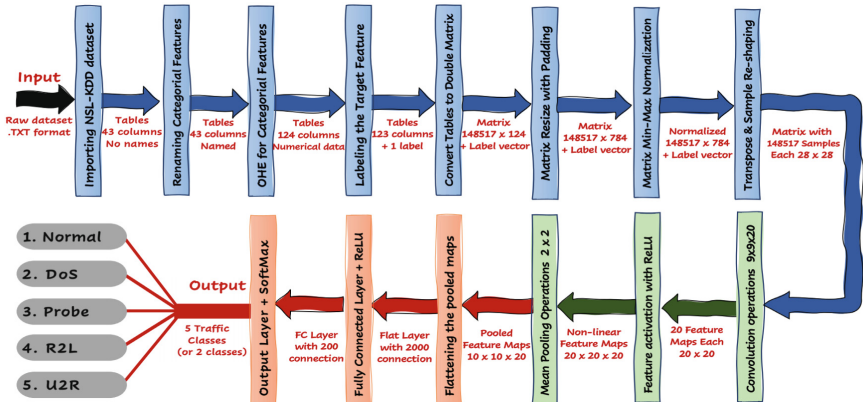 Input
Raw dataset
.TXT format
Importing NSL-KDD dataset
Tables
43 columns
No names
Renaming Categorial Features
Tables
43 columns
Named
OHE for Categorial Features
Tables
124 columns
Numerical data
Labeling the Target Feature
Tables
123 columns
+ 1 label
Convert Tables to Double Matrix
Matrix
148517 x 124
+ Label vector
Matrix Resize with Padding
Matrix
148517 x 784
+ Label vector
Matrix Min-Max Normalization
Normalized
148517 x 784
+ Label vector
Transpose & Sample Re-shaping
Matrix with
148517 Samples
Each 28 x 28
Convolution operations 9x9x20
20 Feature
Maps Each
20 x 20
Feature activation with ReLU
Non-linear
Feature Maps
20 x 20 x 20
Mean Pooling Operations 2 x 2
Pooled
Feature Maps
10 x 10 x 20
Flattening the pooled maps
Flat Layer
with 2000
connection
Fully Connected Layer + ReLU
FC Layer
with 200
connection
Output Layer + SoftMax
Output
5 Traffic
Classes
(or 2 classes)
1. Normal
2. DoS
3. Probe
4. R2L
5. U2R